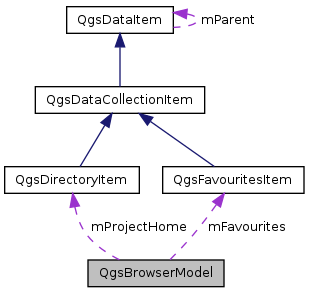 QgsDataItem
mParent
QgsDataCollectionItem
QgsDirectoryItem
QgsFavouritesItem
mProjectHome
mFavourites
QgsBrowserModel